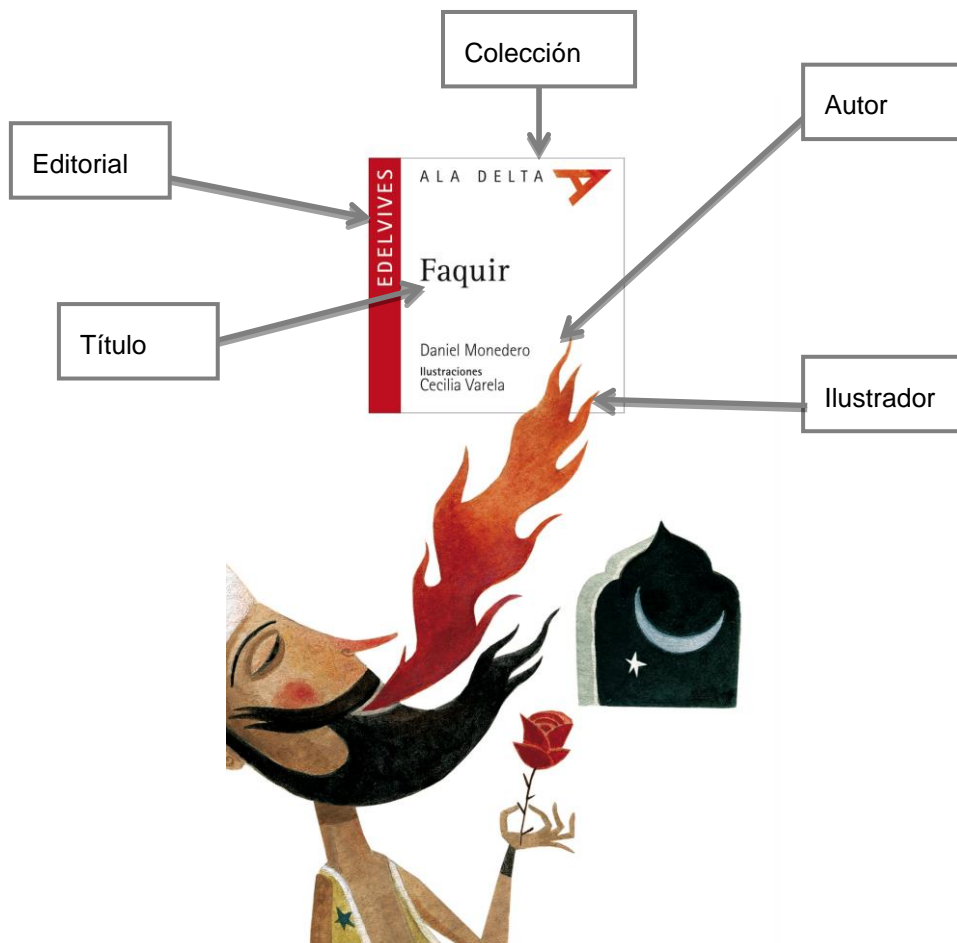 Colección
Autor
Editorial
ALA DELTA
EDELVIVES
Faquir
Título
Daniel Monedero
Ilustraciones
Cecilia Varela
Ilustrador